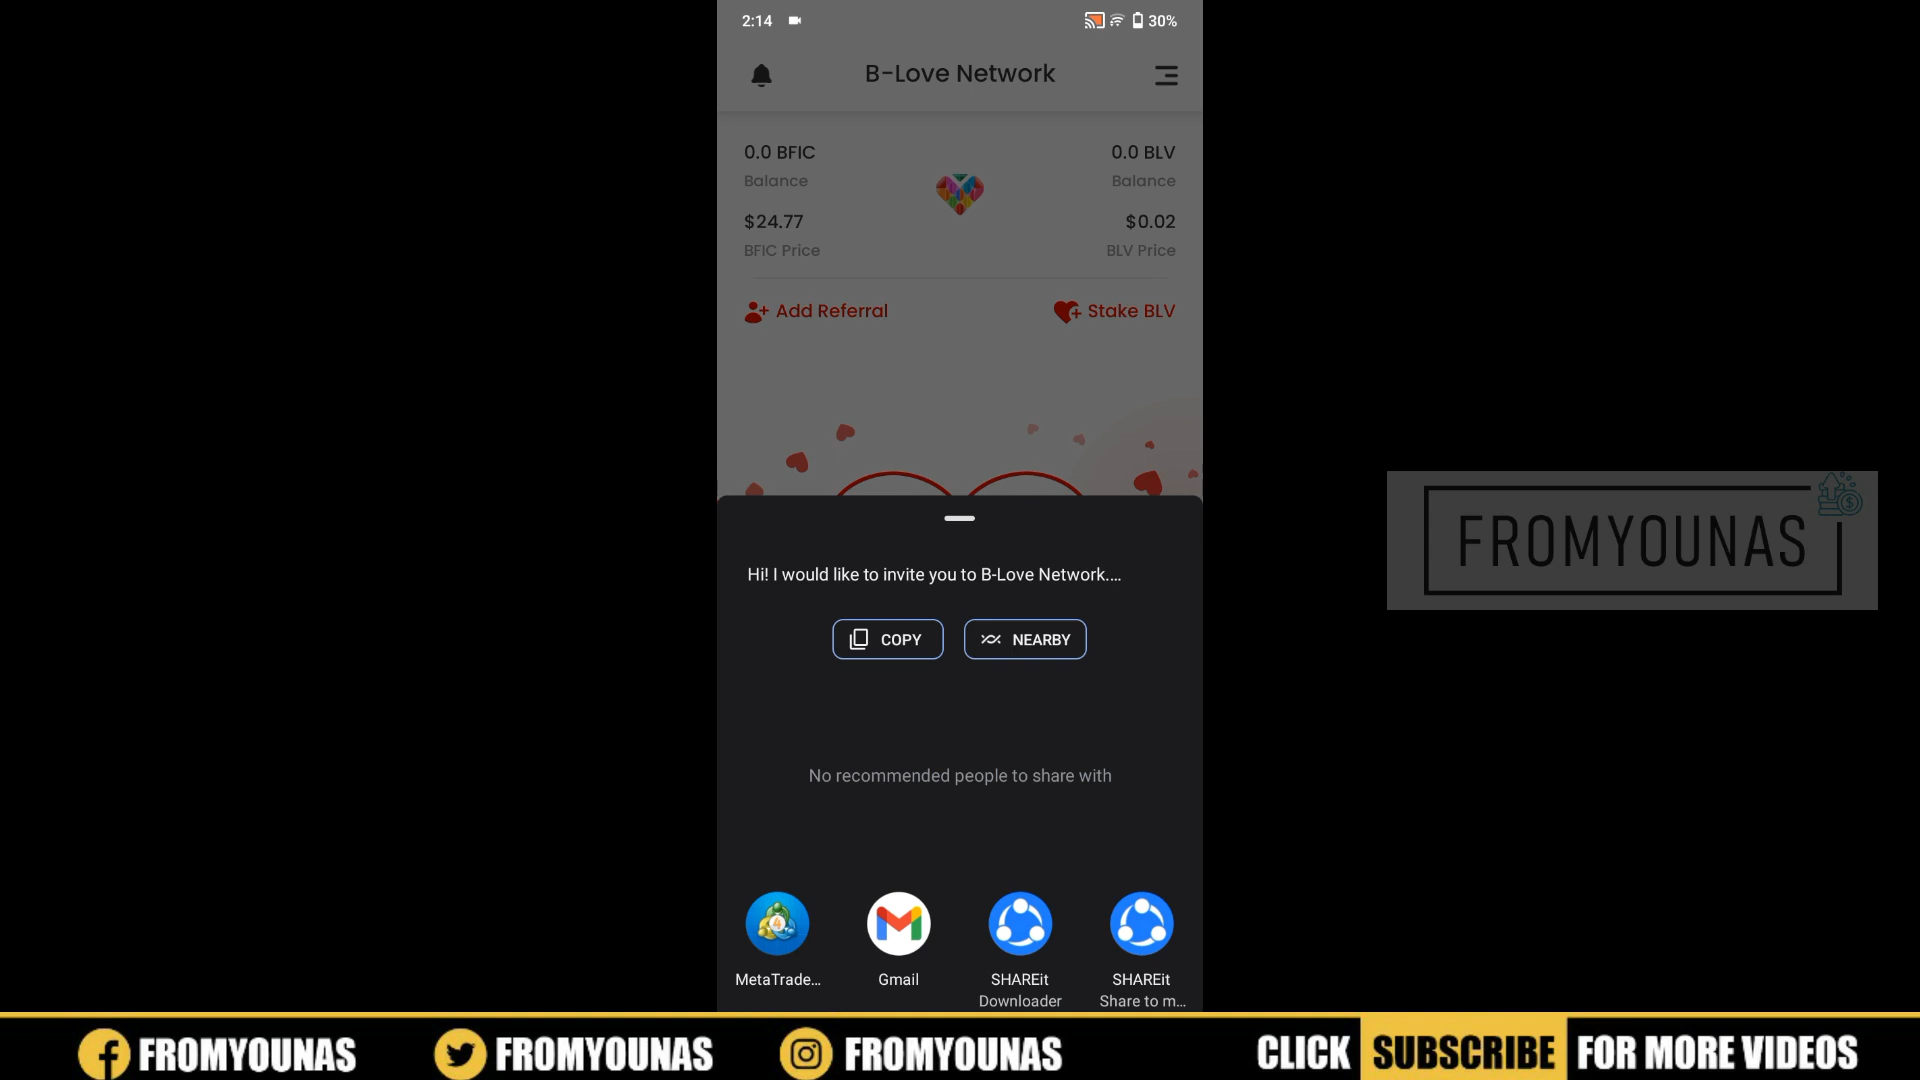 2:14
30%
B-Love Network
0.0 BFIC
0.0 BLV
Balance
Balance
$24.77
$0.02
BFIC Price
BLV Price
Add Referral
Stake BLV
Hi! I would like to invite you to B-Love Network....
COPY
NEARBY
No recommended people to share with
MetaTrade...
Gmail
SHAREit
SHAREit
Downloader
Share to m...
FROMYOUNAS
FROMYOUNAS
FROMYOUNAS
FROMYOUNAS
CLICK SUBSCRIBE FOR MORE VIDEOS